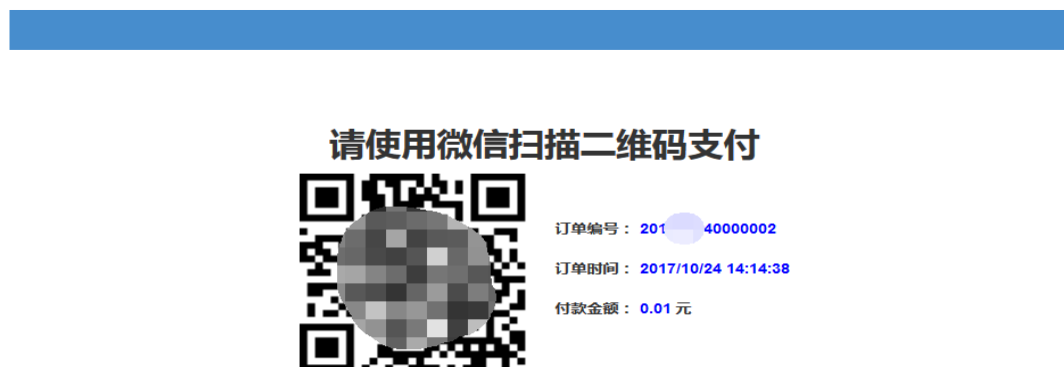 请使用微信扫描二维码支付
订单编号： 201 40000002
订单时间： 2017/10/24 14:14:38
付款金额： 0.01 元